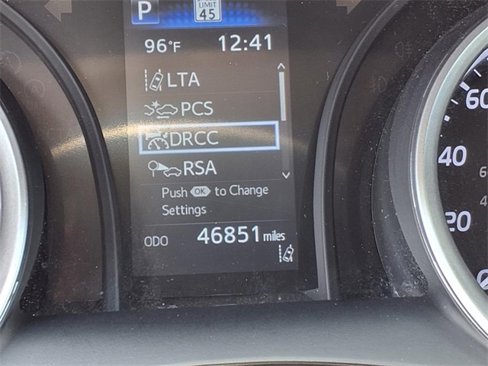 P
LIMIT
45
96°F 12:41
LTA
PCS
DRCC
RSA
Push OK to Change
Settings
ODO 46851 miles
60
40
20
0